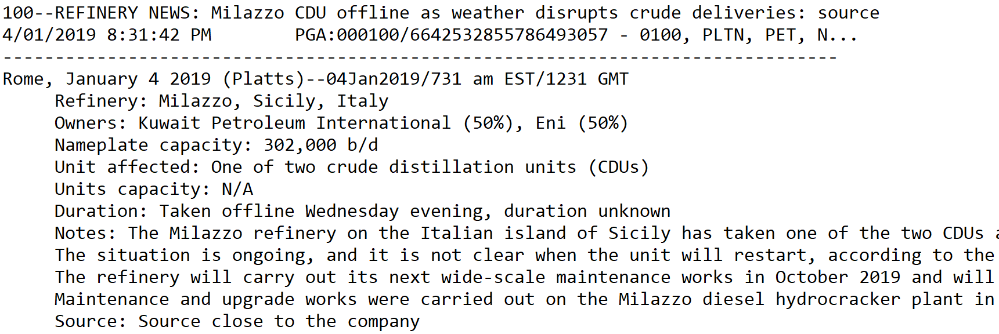 100--REFINERY NEWS: Milazzo CDU offline as weather disrupts crude deliveries: source
4/01/2019 8:31:42 PM PGA:000100/6642532855786493057 - 0100, PLTN, PET, N...
--------------------------------------------------------------------------------
Rome, January 4 2019 (Platts)--04Jan2019/731 am EST/1231 GMT
Refinery: Milazzo, Sicily, Italy
Owners: Kuwait Petroleum International (50%), Eni (50%)
Nameplate capacity: 302,000 b/d
Unit affected: One of two crude distillation units (CDUs)
Units capacity: N/A
Duration: Taken offline Wednesday evening, duration unknown
Notes: The Milazzo refinery on the Italian island of Sicily has taken one of the two CDUs
The situation is ongoing, and it is not clear when the unit will restart, according to the
The refinery will carry out its next wide-scale maintenance works in October 2019 and will
Maintenance and upgrade works were carried out on the Milazzo diesel hydrocracker plant in
Source: Source close to the company